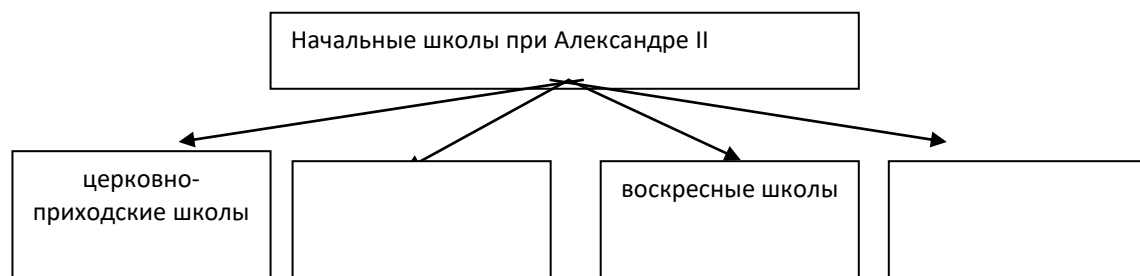 Начальные школы при Александре II
церковно-
приходские школы
воскресные школы